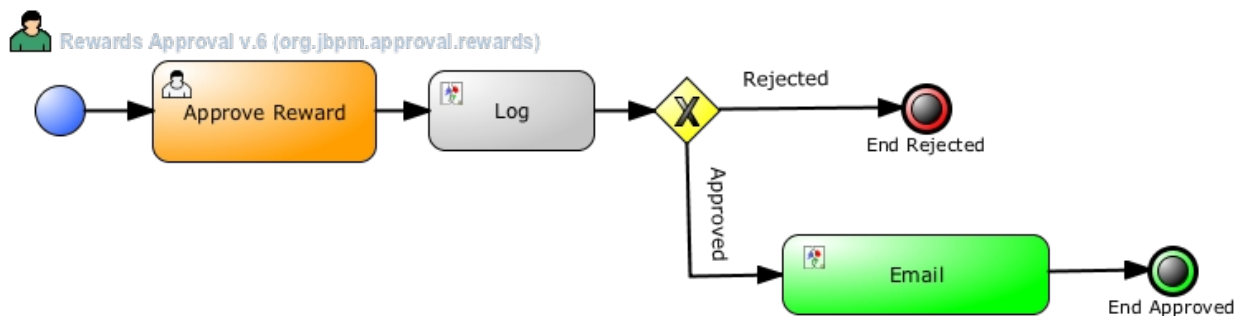 Rewards Approval v.6 (org.jbpm.approval.rewards)
Approve Reward
Log
X
Rejected
End Rejected
Approved
Email
End Approved